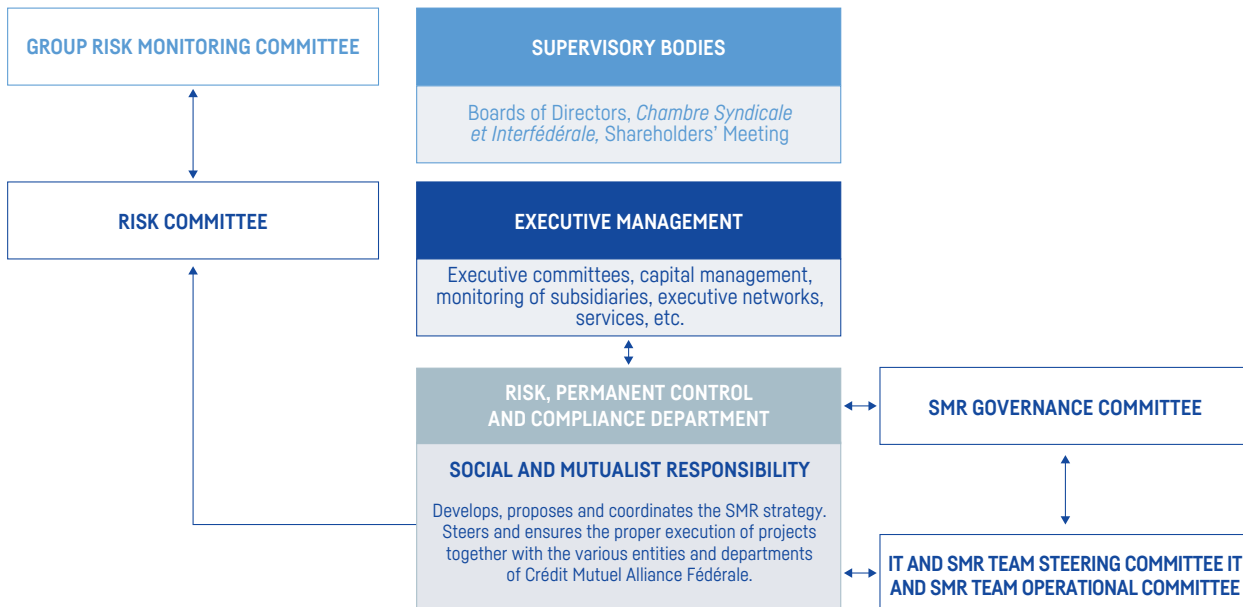 GROUP RISK MONITORING COMMITTEE
SUPERVISORY BODIES
Boards of Directors, Chambre Syndicale
et Interfédérale, Shareholders' Meeting
RISK COMMITTEE
EXECUTIVE MANAGEMENT
Executive committees, capital management,
monitoring of subsidiaries, executive networks,
services, etc.
RISK, PERMANENT CONTROL
AND COMPLIANCE DEPARTMENT
SMR GOVERNANCE COMMITTEE
SOCIAL AND MUTUALIST RESPONSIBILITY
Develops, proposes and coordinates the SMR strategy.
Steers and ensures the proper execution of projects
together with the various entities and departments
of Crédit Mutuel Alliance Fédérale.
IT AND SMR TEAM STEERING COMMITTEE IT
AND SMR TEAM OPERATIONAL COMMITTEE